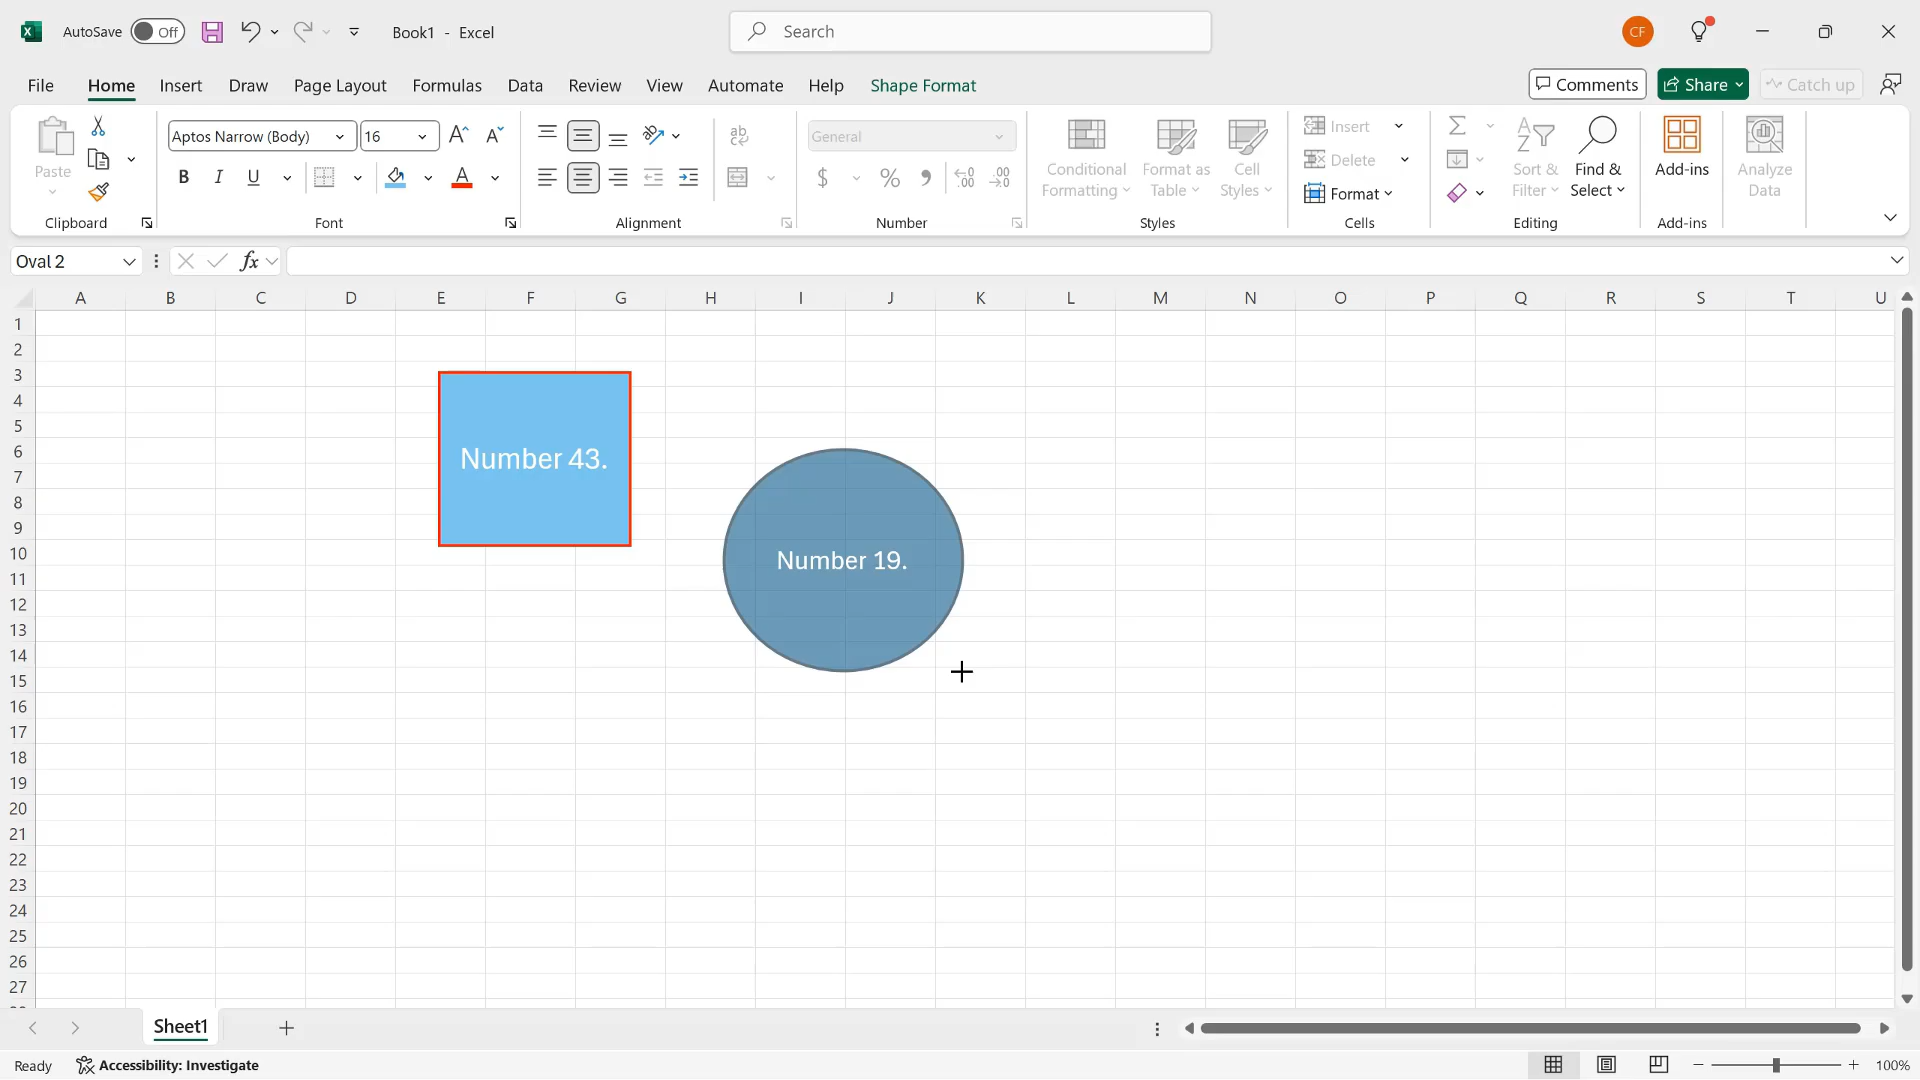 AutoSave Off Book1 - Excel Search CF
File Home Insert Draw Page Layout Formulas Data Review View Automate Help Shape Format Comments Share Catch up
Paste Aptos Narrow (Body) 16 General Conditional Formatting Format as Table Cell Styles Insert Delete Format Sort & Filter Find & Select Add-ins Analyze Data
Clipboard Font Alignment Number Styles Cells Editing Add-ins
Oval 2 fx
A B C D E F G H I J K L M N O P Q R S T U
1
2
3
4
5
6
7
8
9
10
11
12
13
14
15
16
17
18
19
20
21
22
23
24
25
26
27
Number 43.
Number 19.
Sheet1
Ready Accessibility: Investigate 100%